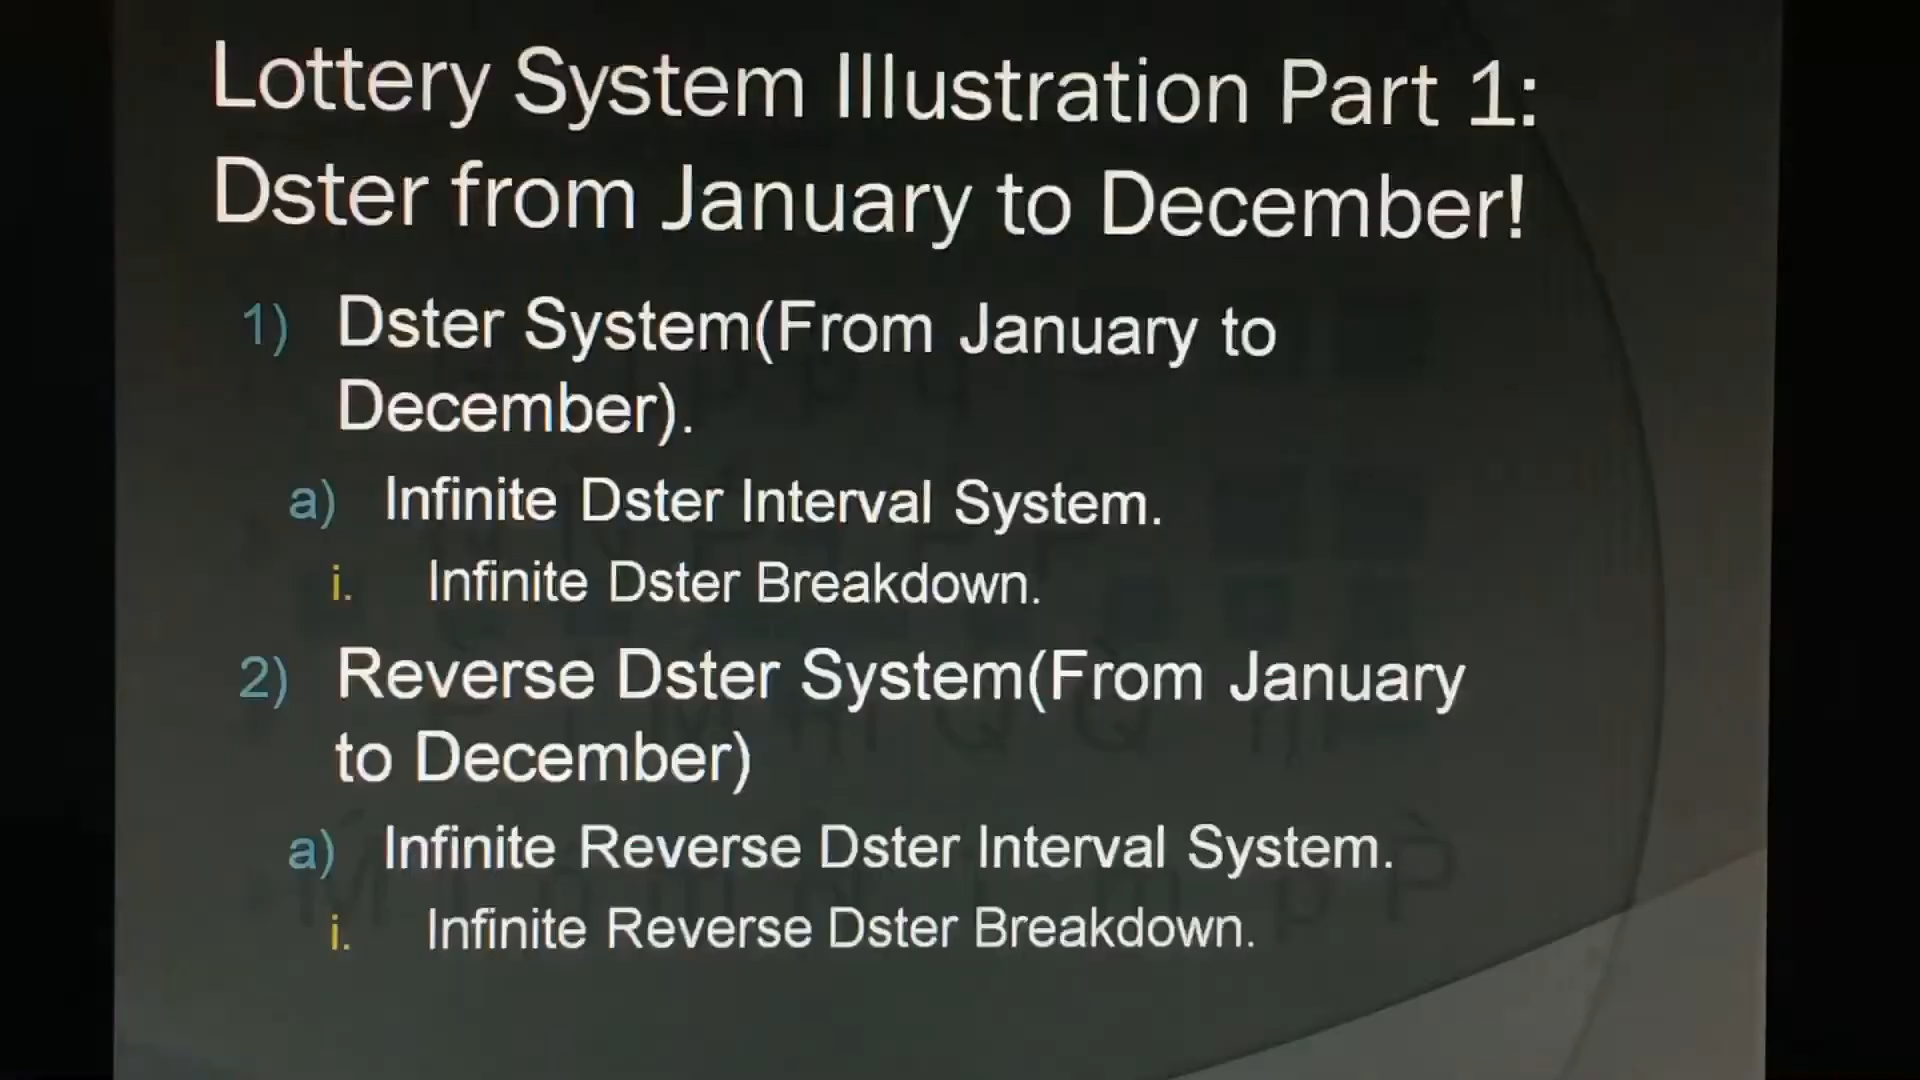 Lottery System Illustration Part 1:
Dster from January to December!
1) Dster System(From January to
December).
a) Infinite Dster Interval System.
i. Infinite Dster Breakdown.
2) Reverse Dster System(From January
to December)
a) Infinite Reverse Dster Interval System.
i. Infinite Reverse Dster Breakdown.